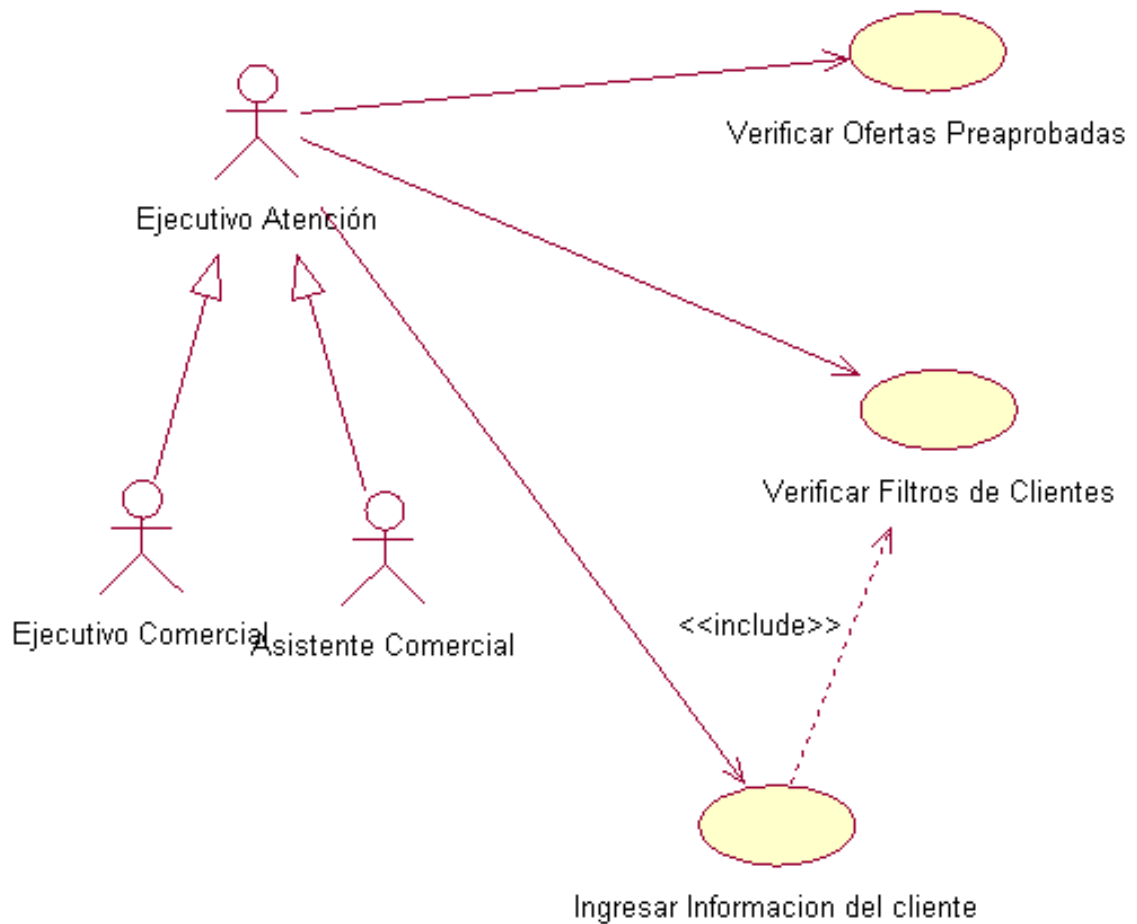 Verificar Ofertas Preaprobadas
Ejecutivo Atención
Verificar Filtros de Clientes
Ejecutivo Comercial
Asistente Comercial
<<include>>
Ingresar Informacion del cliente